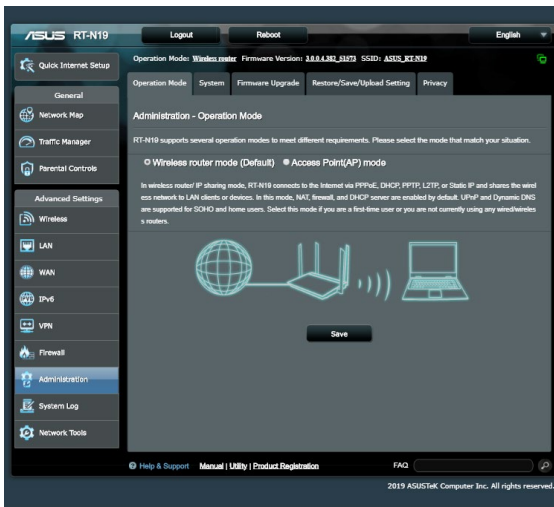 ASUS RT-N19
Logout
Reboot
English
Quick Internet Setup
Operation Mode: Wireless router Firmware Version: 3.0.0.4.382_51573 SSID: ASUS_RT-N19
Operation Mode
System
Firmware Upgrade
Restore/Save/Upload Setting
Privacy
General
Network Map
Traffic Manager
Parental Controls
Advanced Settings
Wireless
LAN
WAN
IPv6
VPN
Firewall
Administration
System Log
Network Tools
Administration - Operation Mode
RT-N19 supports several operation modes to meet different requirements. Please select the mode that match your situation.
Wireless router mode (Default) Access Point(AP) mode
In wireless router/ IP sharing mode, RT-N19 connects to the Internet via PPPoE, DHCP, PPTP, L2TP, or Static IP and shares the wirel
ess network to LAN clients or devices. In this mode, NAT, firewall, and DHCP server are enabled by default. UPnP and Dynamic DNS
are supported for SOHO and home users. Select this mode if you are a first-time user or you are not currently using any wired/wireles
s routers.
Save
Help & Support Manual | Utility | Product Registration FAQ
2019 ASUSTeK Computer Inc. All rights reserved.